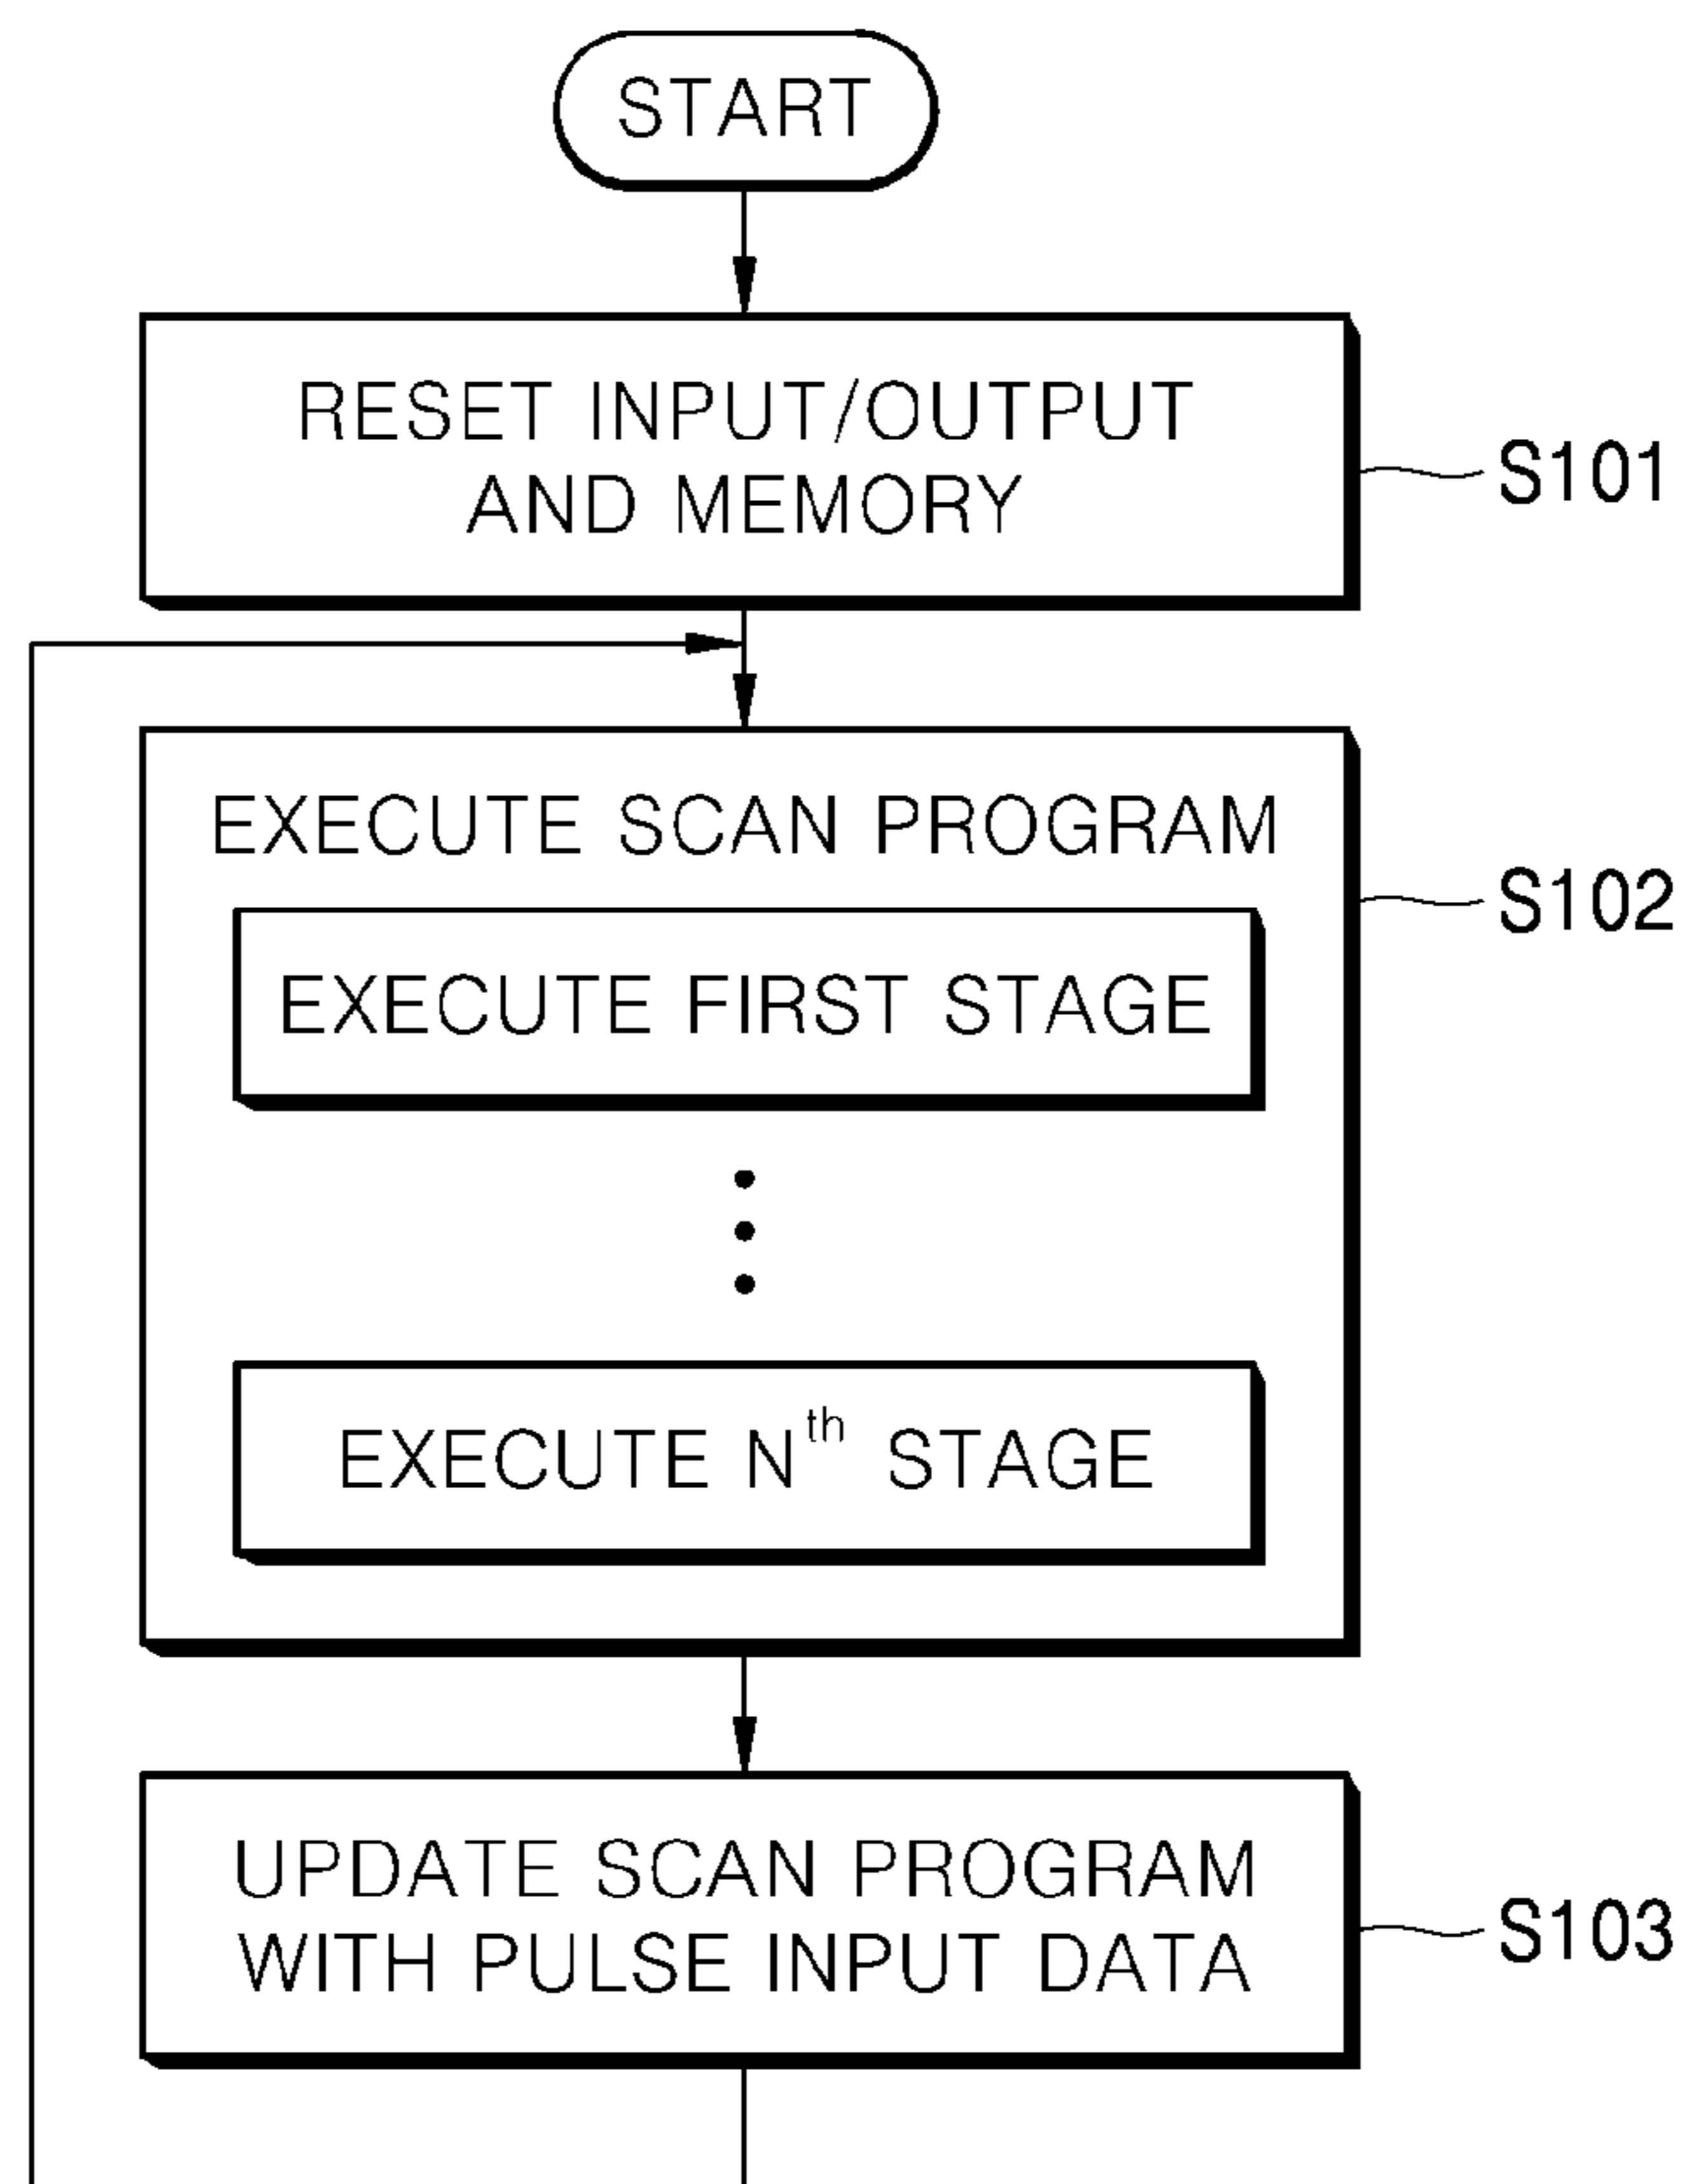 START
RESET INPUT/OUTPUT
AND MEMORY
S101
EXECUTE SCAN PROGRAM
S102
EXECUTE FIRST STAGE
EXECUTE Nth STAGE
UPDATE SCAN PROGRAM
WITH PULSE INPUT DATA
S103